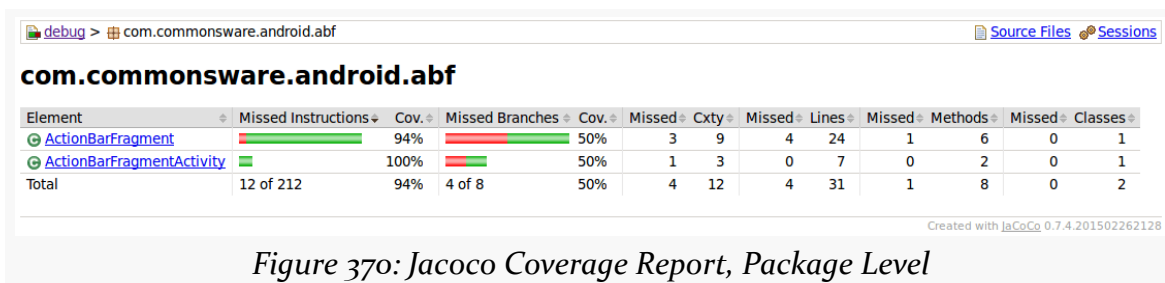 debug > com.commonsware.android.abf Source Files Sessions
com.commonsware.android.abf
Element Missed Instructions Cov. Missed Branches Cov. Missed Cxty Missed Lines Missed Methods Missed Classes
ActionBarFragment 94% 50% 3 9 4 24 1 6 0 1
ActionBarFragmentActivity 100% 50% 1 3 0 7 0 2 0 1
Total 12 of 212 94% 4 of 8 50% 4 12 4 31 1 8 0 2
Created with JaCoCo 0.7.4.201502262128
Figure 370: Jacoco Coverage Report, Package Level